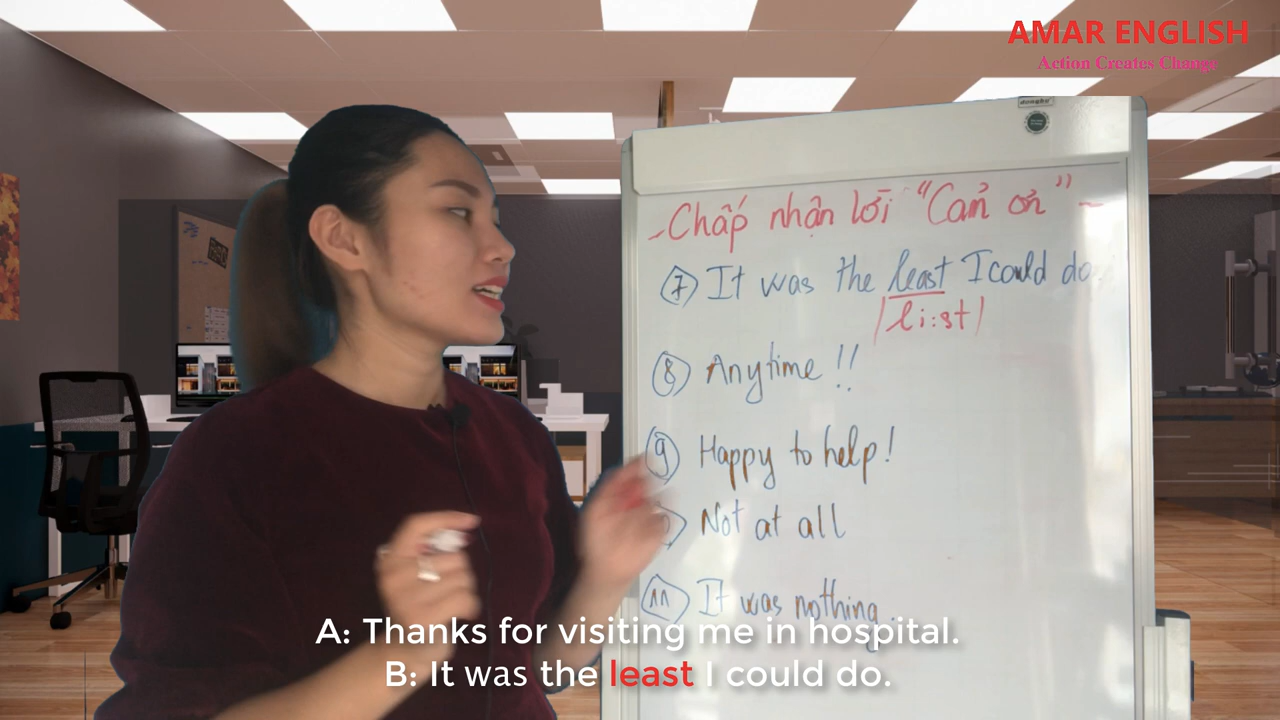 AMAR ENGLISH
Action Creates Change
dongbu
- Chấp nhận lời "Cảm ơn" -
7 It was the least I could do.
/li:st/
8 Anytime !!
9 Happy to help!
Not at all
11 It was nothing.
A: Thanks for visiting me in hospital.
B: It was the least I could do.